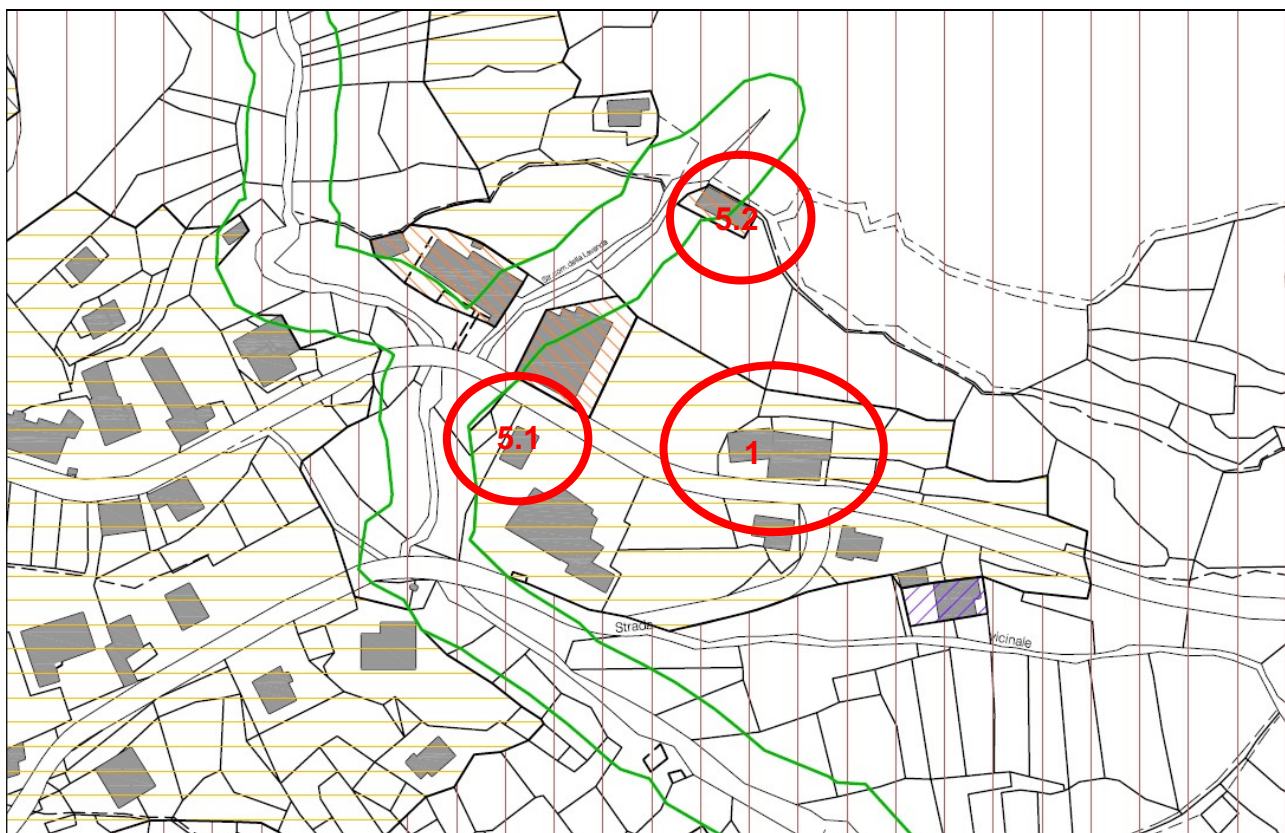 5.2
Str. com. della Lavanda
5.1
1
Strada
vicinale